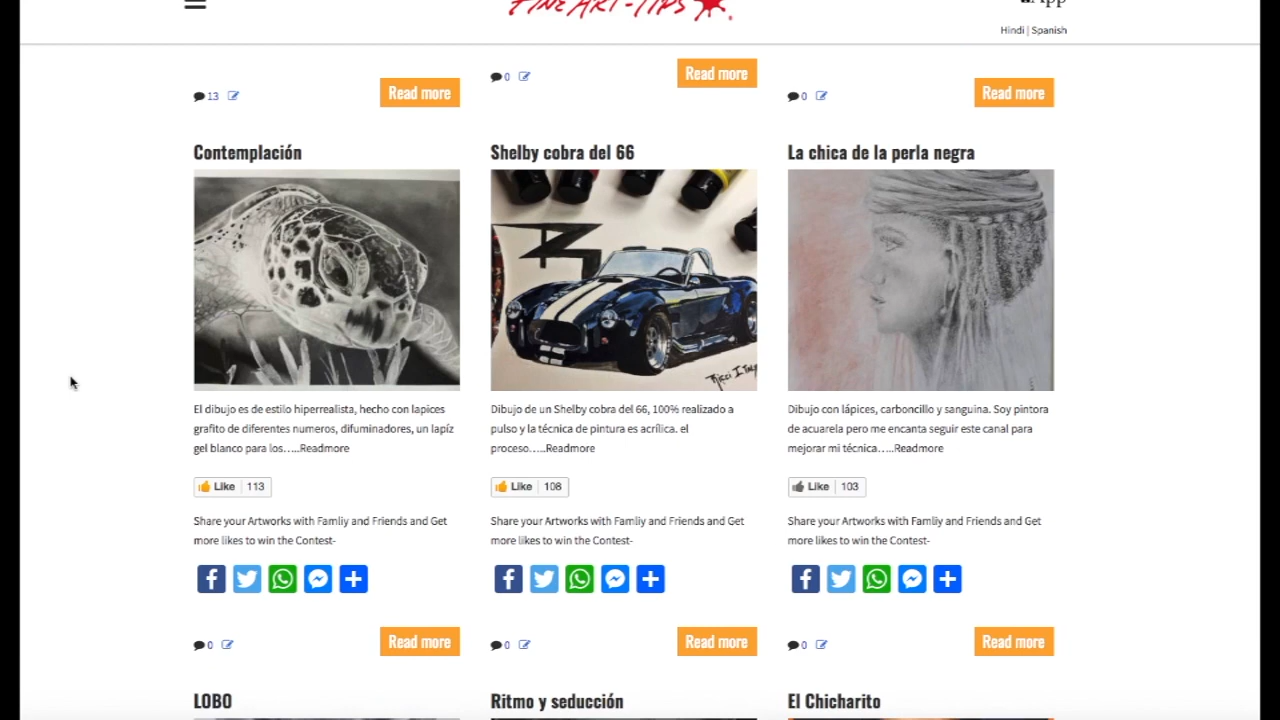 FINE ART-TIPS
App
Hindi | Spanish
13
Read more
0
Read more
0
Read more
Contemplación
El dibujo es de estilo hiperrealista, hecho con lapices
grafito de diferentes numeros, difuminadores, un lapíz
gel blanco para los…..Readmore
Like 113
Share your Artworks with Famliy and Friends and Get
more likes to win the Contest-
0
Read more
Shelby cobra del 66
Dibujo de un Shelby cobra del 66, 100% realizado a
pulso y la técnica de pintura es acrílica. el
proceso…..Readmore
Like 108
Share your Artworks with Famliy and Friends and Get
more likes to win the Contest-
0
Read more
La chica de la perla negra
Dibujo con lápices, carboncillo y sanguina. Soy pintora
de acuarela pero me encanta seguir este canal para
mejorar mi técnica…..Readmore
Like 103
Share your Artworks with Famliy and Friends and Get
more likes to win the Contest-
0
Read more
LOBO
Ritmo y seducción
El Chicharito